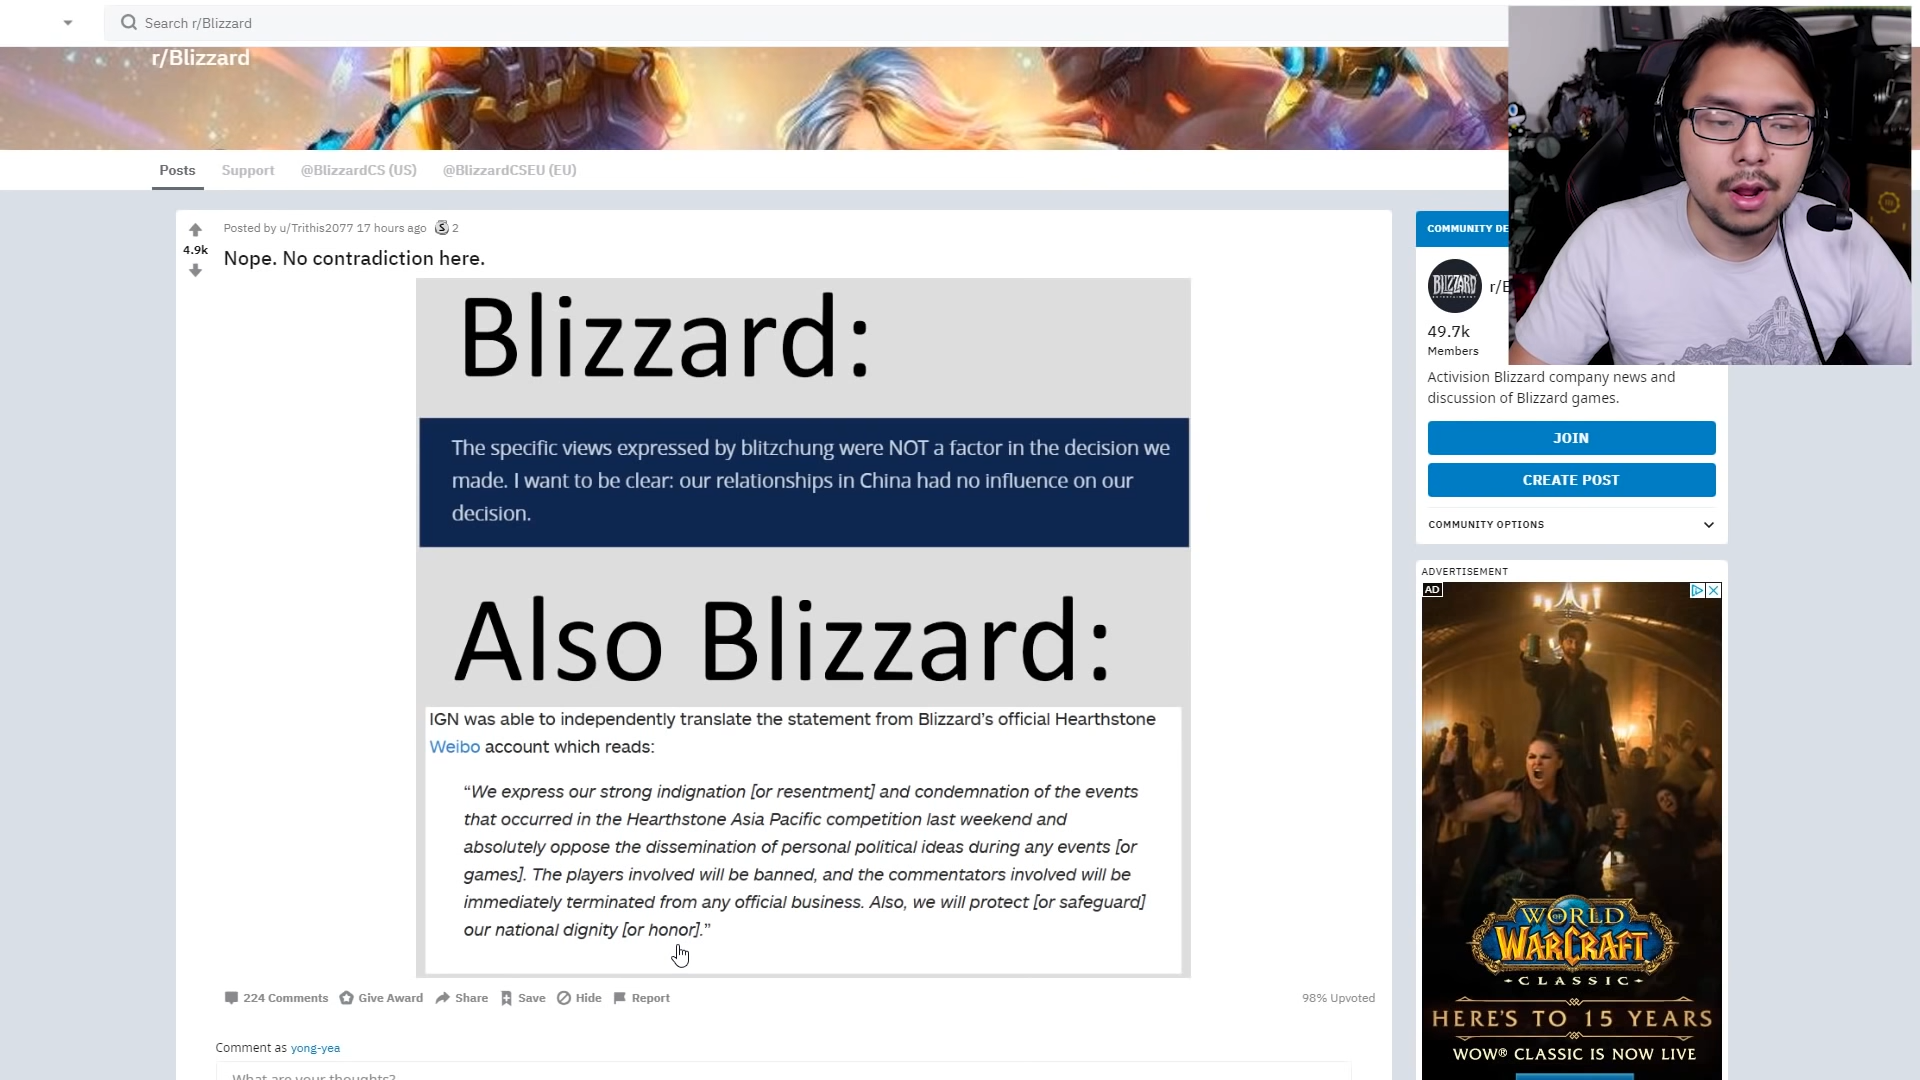 Search r/Blizzard
r/Blizzard
Posts
Support
@BlizzardCS (US)
@BlizzardCSEU (EU)
Posted by u/Trithis2077 17 hours ago
S 2
4.9k
Nope. No contradiction here.
Blizzard:
The specific views expressed by blitzchung were NOT a factor in the decision we
made. I want to be clear: our relationships in China had no influence on our
decision.
Also Blizzard:
IGN was able to independently translate the statement from Blizzard's official Hearthstone
Weibo account which reads:
“We express our strong indignation [or resentment] and condemnation of the events
that occurred in the Hearthstone Asia Pacific competition last weekend and
absolutely oppose the dissemination of personal political ideas during any events [or
games]. The players involved will be banned, and the commentators involved will be
immediately terminated from any official business. Also, we will protect [or safeguard]
our national dignity [or honor].”
224 Comments
Give Award
Share
Save
Hide
Report
98% Upvoted
Comment as yong-yea
What are your thoughts?
COMMUNITY DE
BLIZZARD
ENTERTAINMENT
49.7k
Members
Activision Blizzard company news and
discussion of Blizzard games.
JOIN
CREATE POST
COMMUNITY OPTIONS
ADVERTISEMENT
AD
WORLD
OF
WARCRAFT
CLASSIC
HERE'S TO 15 YEARS
WOW® CLASSIC IS NOW LIVE